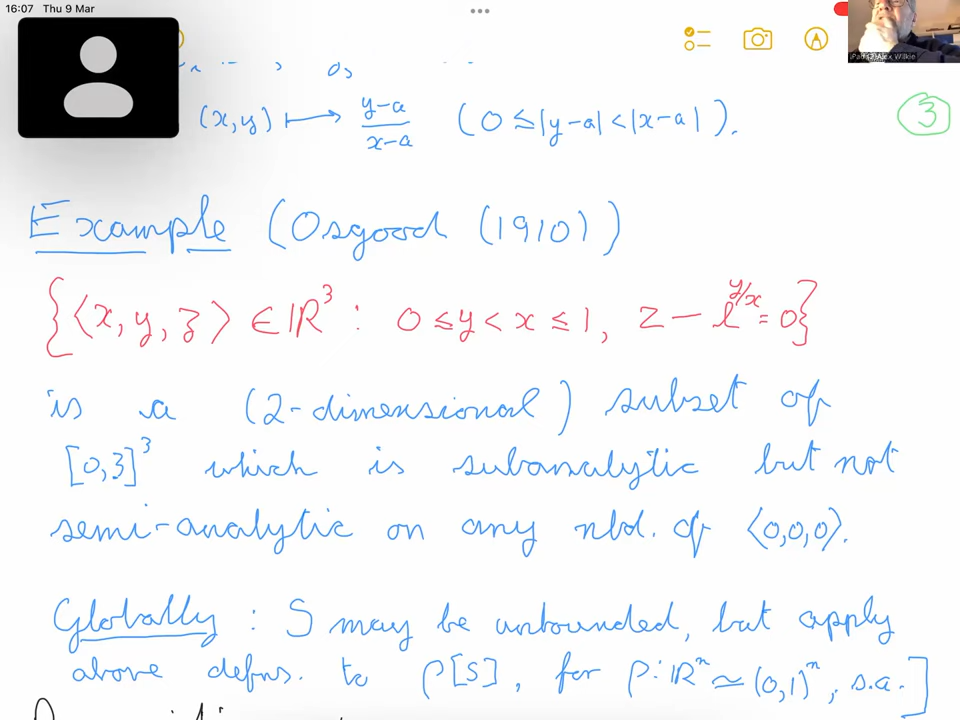 16:07 Thu 9 Mar
(x,y) ⟼ y-a/x-a (0 ≤ |y-a| < |x-a|).
3
Example (Osgood (1910))
{⟨x, y, z⟩ ∈ ℝ³ : 0 ≤ y < x ≤ 1, z - e^{y/x} = 0}
is a (2-dimensional) subset of
[0,3]³ which is subanalytic but not
semi-analytic on any nbd. of ⟨0,0,0⟩.
Globally : S may be unbounded, but apply
above defns. to ρ[S], for ρ: ℝⁿ ≃ (0,1)ⁿ, s.a.]